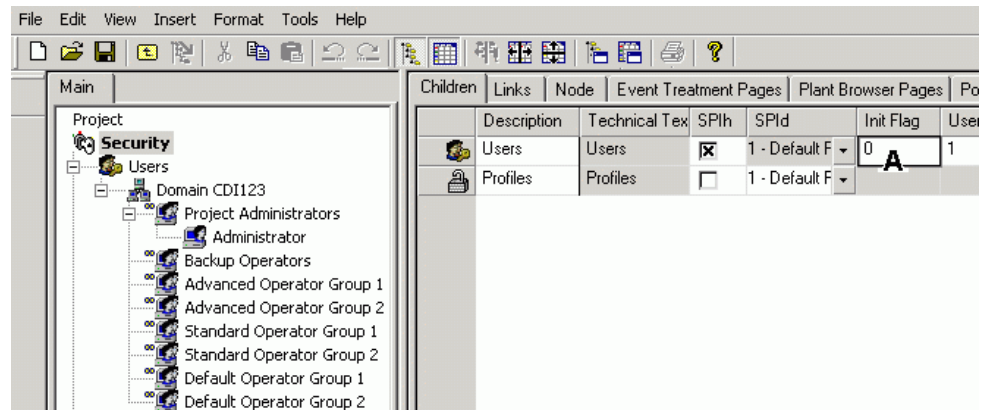 File Edit View Insert Format Tools Help
Main
Project
Security
Users
Domain CDI123
Project Administrators
Administrator
Backup Operators
Advanced Operator Group 1
Advanced Operator Group 2
Standard Operator Group 1
Standard Operator Group 2
Default Operator Group 1
Default Operator Group 2
Children Links Node Event Treatment Pages Plant Browser Pages Po
Description Technical Tex SPIh SPId Init Flag User
Users Users 1 - Default F 0 A 1
Profiles Profiles 1 - Default F